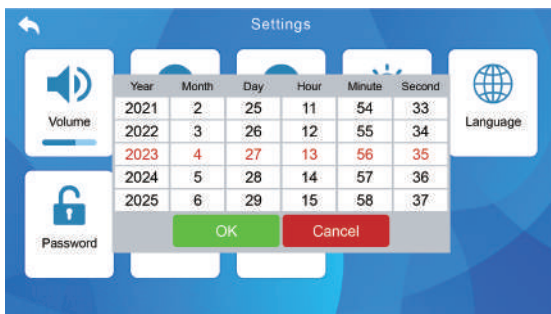 Settings
Year Month Day Hour Minute Second
2021 2 25 11 54 33
2022 3 26 12 55 34
2023 4 27 13 56 35
2024 5 28 14 57 36
2025 6 29 15 58 37
OK Cancel
Volume
Language
Password